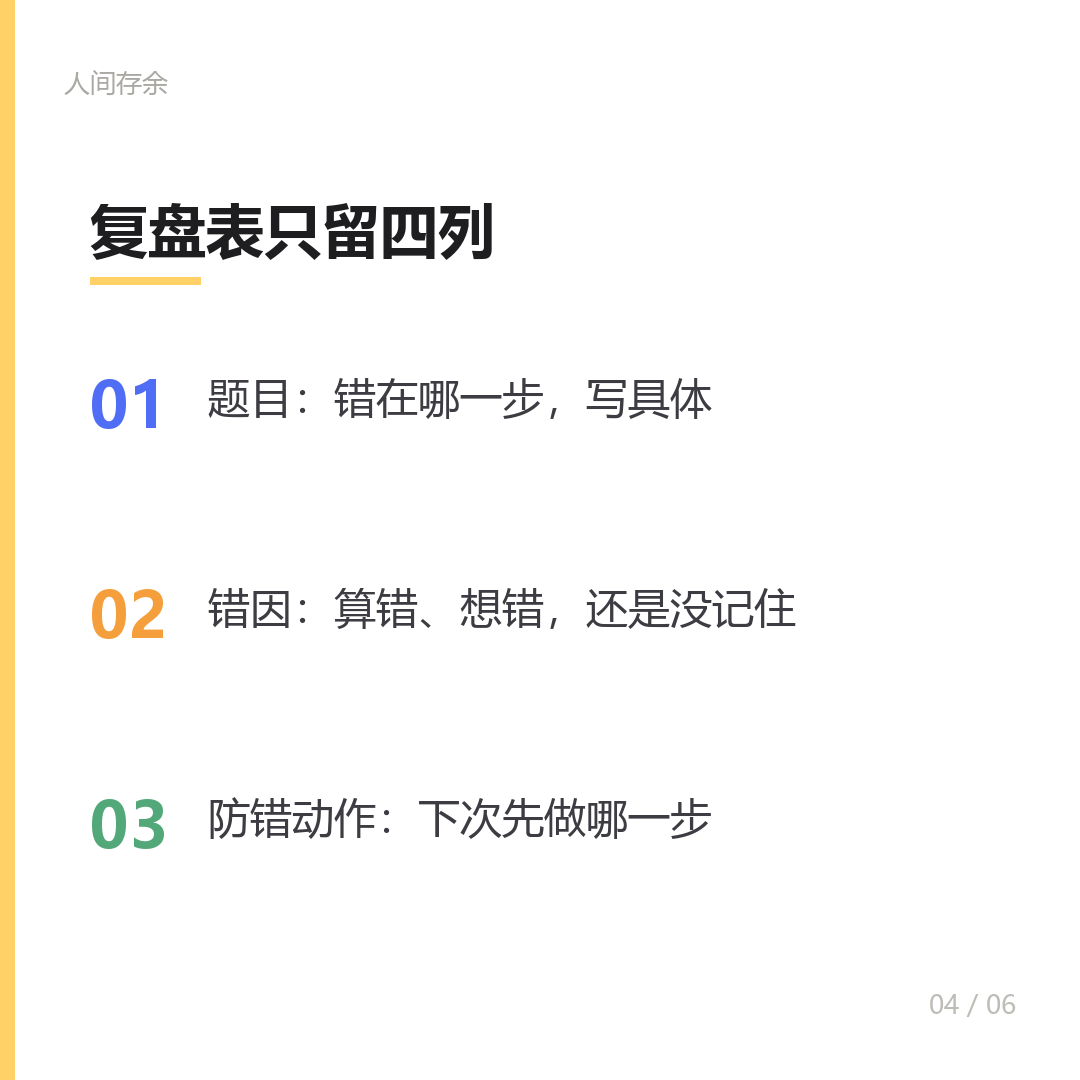 人间存余
复盘表只留四列
01 题目：错在哪一步，写具体
02 错因：算错、想错，还是没记住
03 防错动作：下次先做哪一步
04 / 06